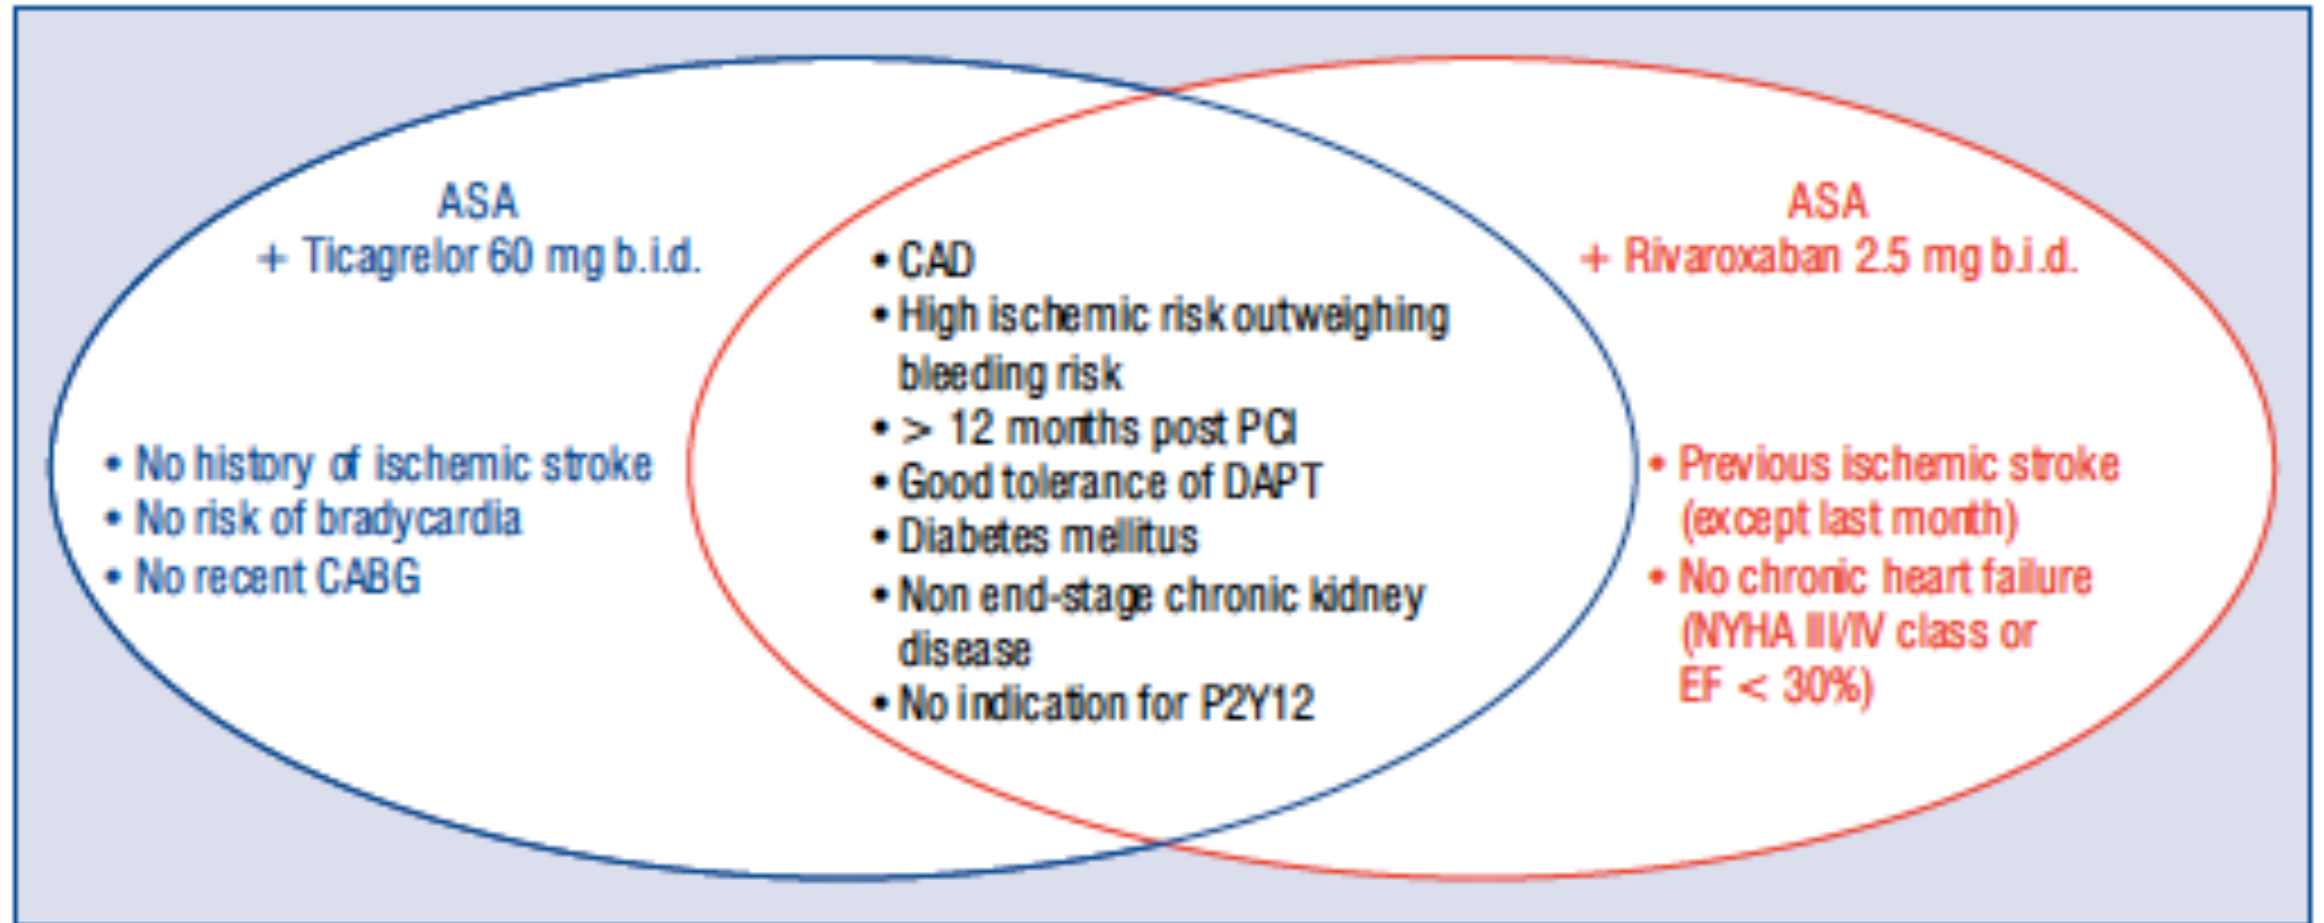 ASA
+ Ticagrelor 60 mg b.i.d.
• No history of ischemic stroke
• No risk of bradycardia
• No recent CABG
• CAD
• High ischemic risk outweighing
bleeding risk
• > 12 months post PCI
• Good tolerance of DAPT
• Diabetes mellitus
• Non end-stage chronic kidney
disease
• No indication for P2Y12
ASA
+ Rivaroxaban 2.5 mg b.i.d.
• Previous ischemic stroke
(except last month)
• No chronic heart failure
(NYHA III/IV class or
EF < 30%)